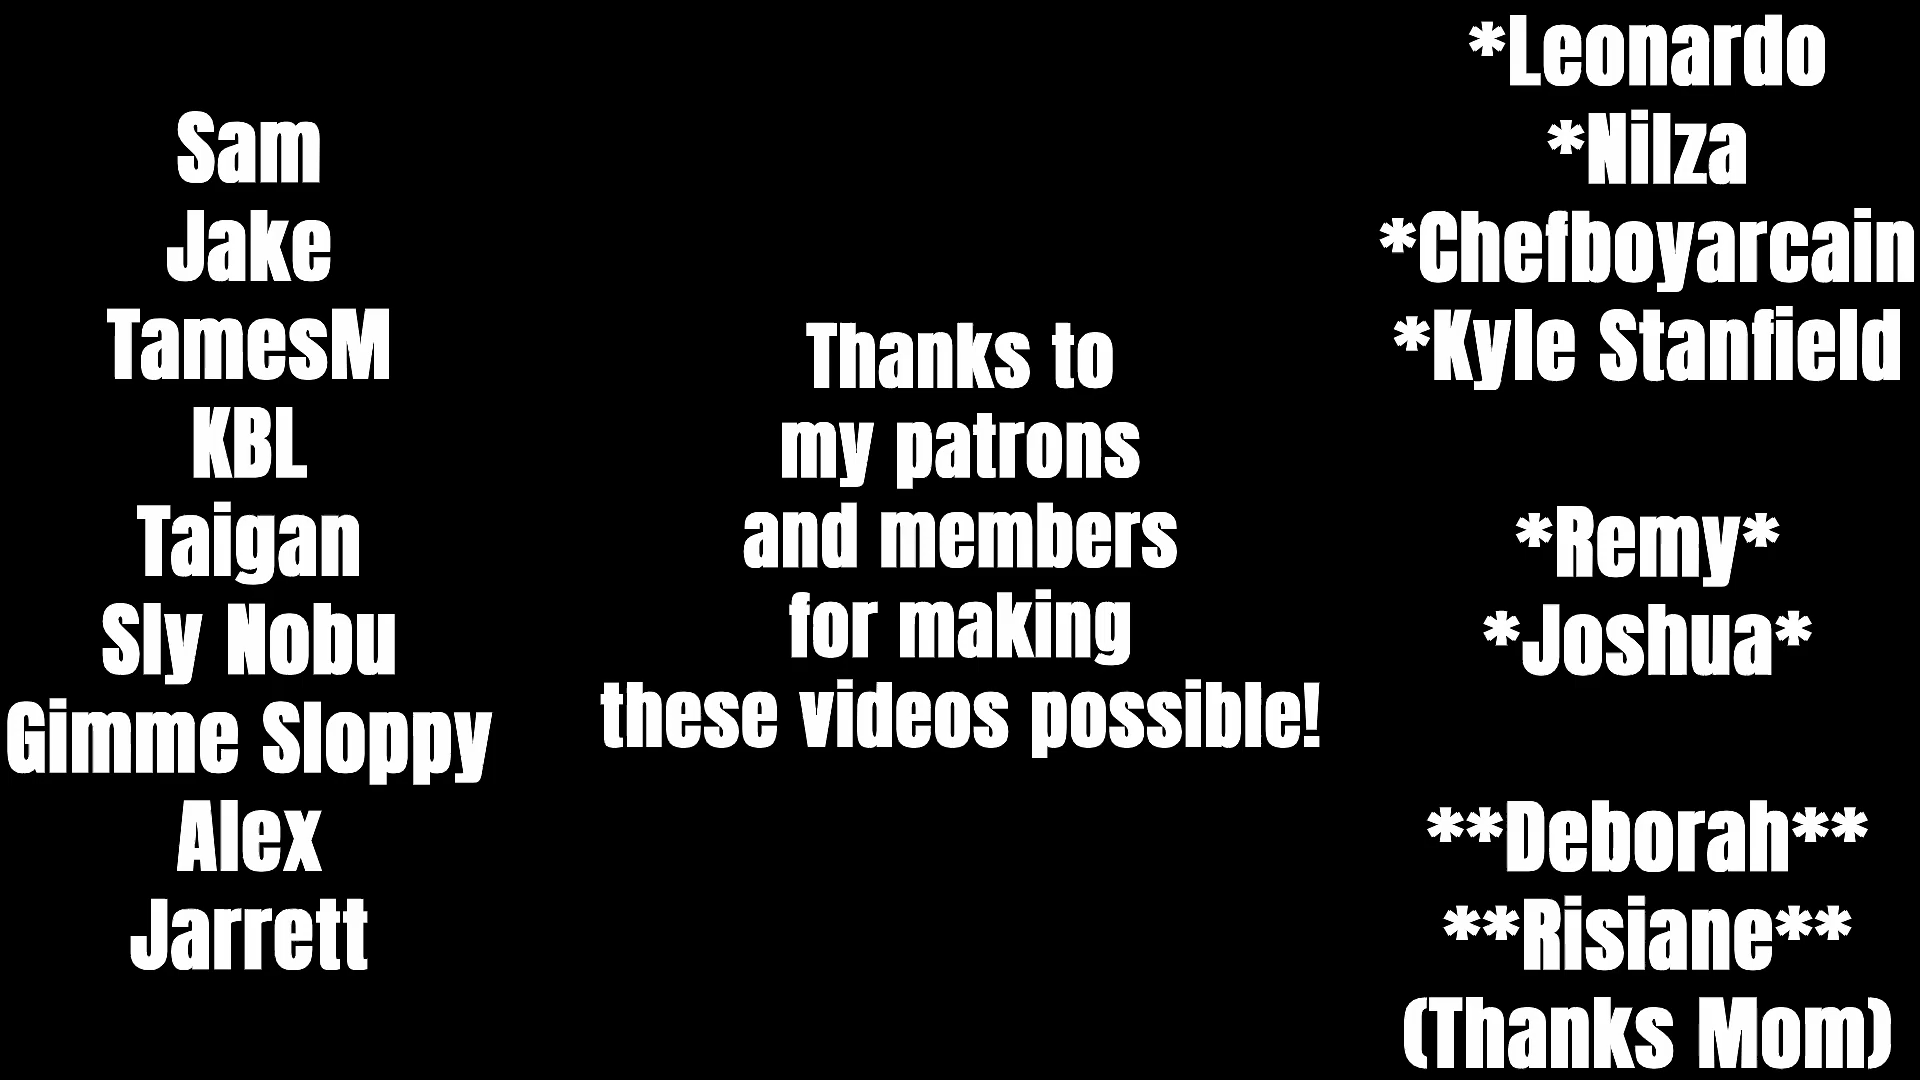 Sam
Jake
TamesM
KBL
Taigan
Sly Nobu
Gimme Sloppy
Alex
Jarrett
Thanks to
my patrons
and members
for making
these videos possible!
*Leonardo
*Nilza
*Chefboyarcain
*Kyle Stanfield
*Remy*
*Joshua*
**Deborah**
**Risiane**
(Thanks Mom)